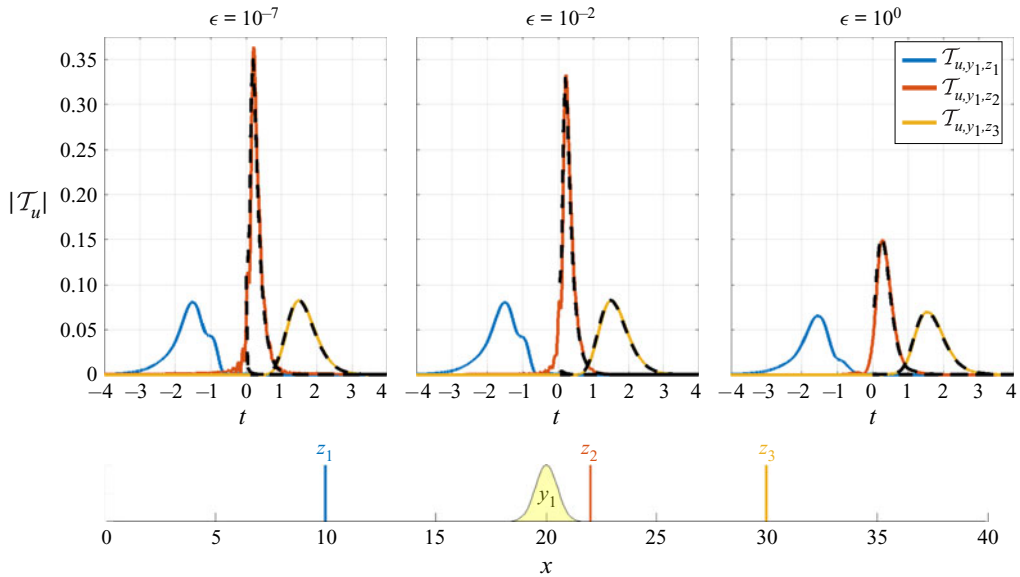 ϵ = 10⁻⁷ ϵ = 10⁻² ϵ = 10⁰
𝒯u,y₁,z₁
𝒯u,y₁,z₂
𝒯u,y₁,z₃
|𝒯u|
0.35
0.30
0.25
0.20
0.15
0.10
0.05
0
−4 −3 −2 −1 0 1 2 3 4 −4 −3 −2 −1 0 1 2 3 4 −4 −3 −2 −1 0 1 2 3 4
t t t
z₁ z₂ z₃
y₁
0 5 10 15 20 25 30 35 40
x